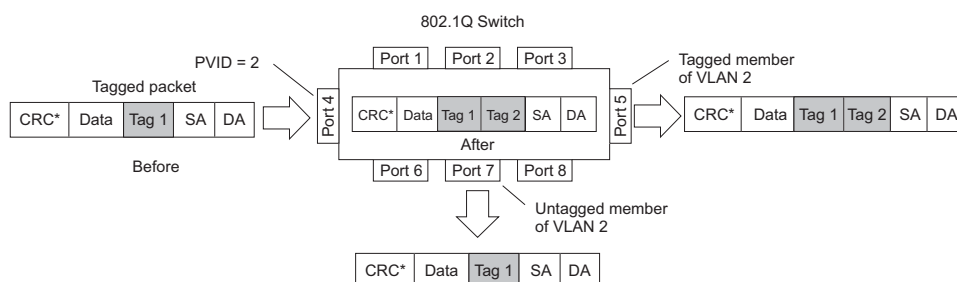 802.1Q Switch
PVID = 2
Port 1 Port 2 Port 3
Tagged member
of VLAN 2
Tagged packet
CRC* Data Tag 1 SA DA
Before
Port 4
CRC* Data Tag 1 Tag 2 SA DA
After
Port 5
CRC* Data Tag 1 Tag 2 SA DA
Port 6 Port 7 Port 8
Untagged member
of VLAN 2
CRC* Data Tag 1 SA DA